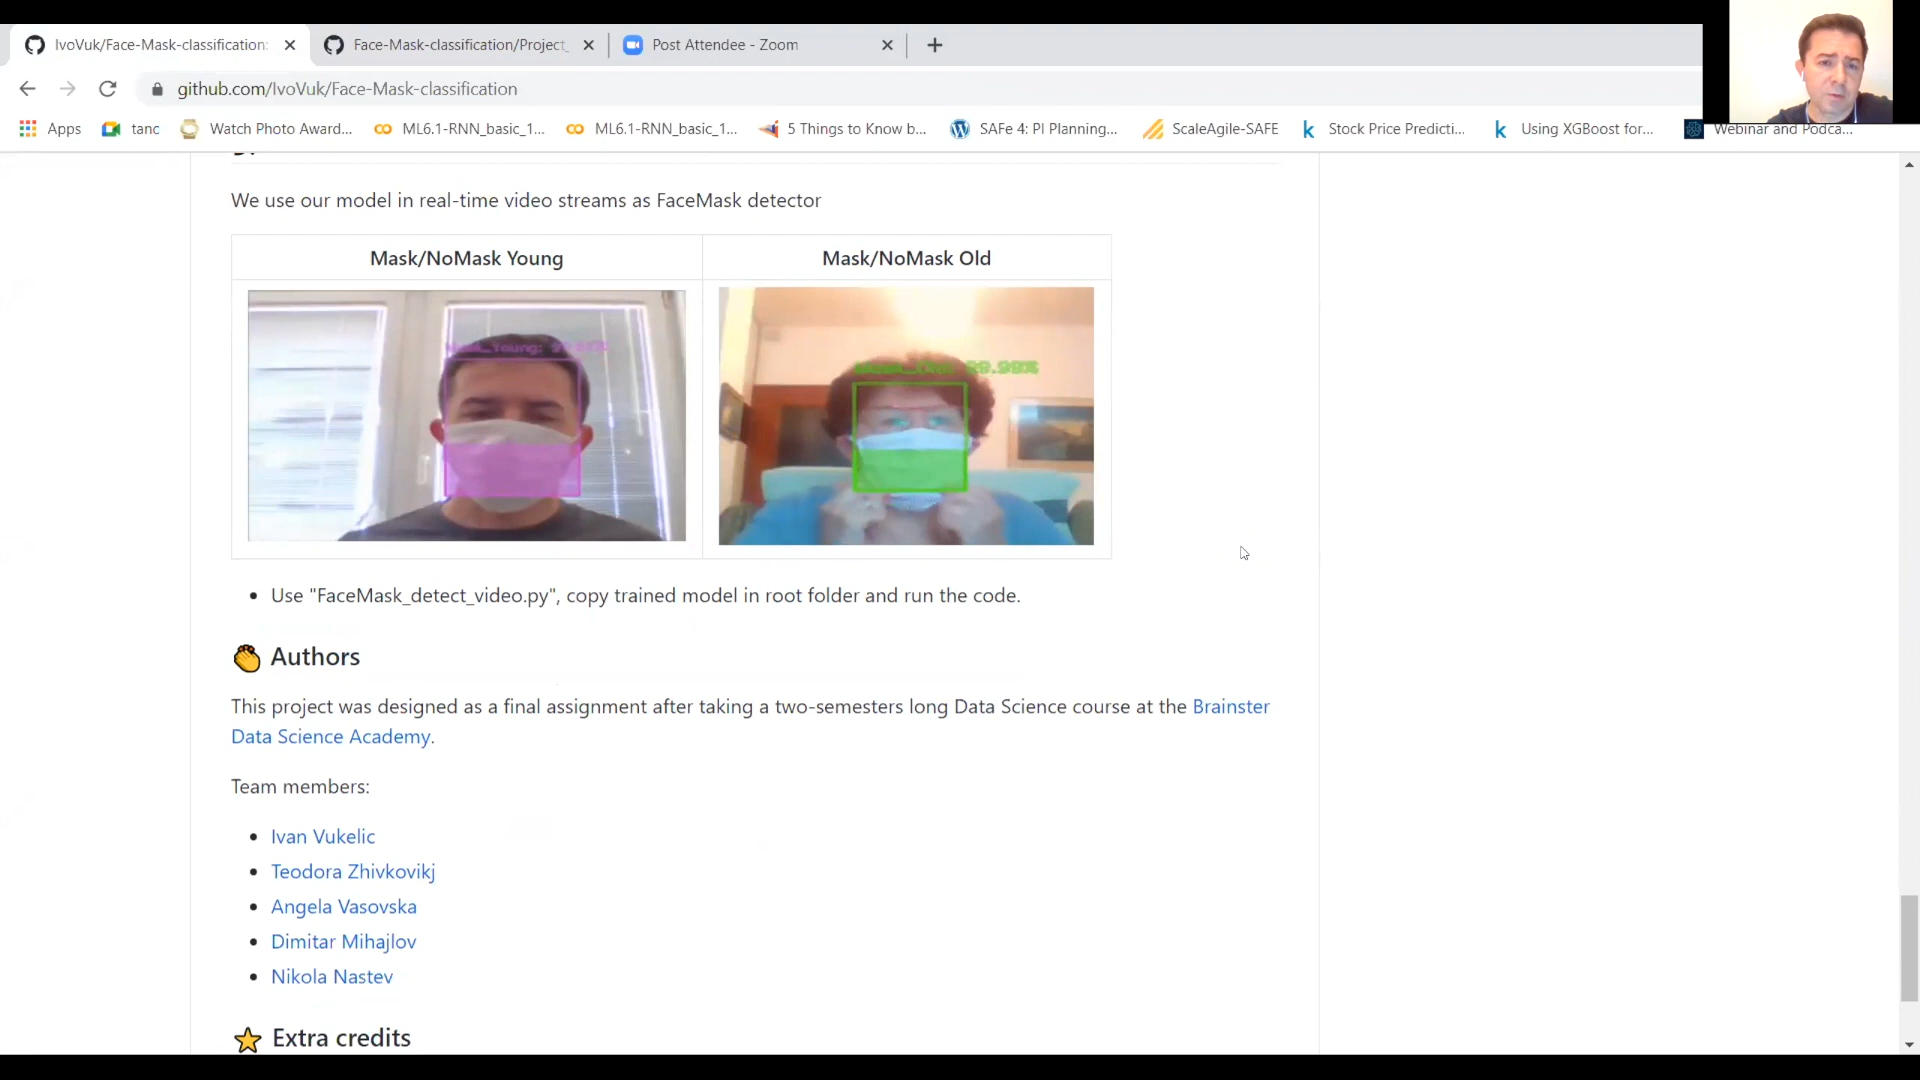 IvoVuk/Face-Mask-classification:
Face-Mask-classification/Project_
Post Attendee - Zoom
github.com/IvoVuk/Face-Mask-classification
Apps
tanc
Watch Photo Award...
ML6.1-RNN_basic_1...
ML6.1-RNN_basic_1...
5 Things to Know b...
SAFe 4: PI Planning...
ScaleAgile-SAFE
Stock Price Predicti...
Using XGBoost for...
Webinar and Podca...
We use our model in real-time video streams as FaceMask detector
Mask/NoMask Young
Mask/NoMask Old
Use "FaceMask_detect_video.py", copy trained model in root folder and run the code.
Authors
This project was designed as a final assignment after taking a two-semesters long Data Science course at the Brainster
Data Science Academy.
Team members:
Ivan Vukelic
Teodora Zhivkovikj
Angela Vasovska
Dimitar Mihajlov
Nikola Nastev
Extra credits